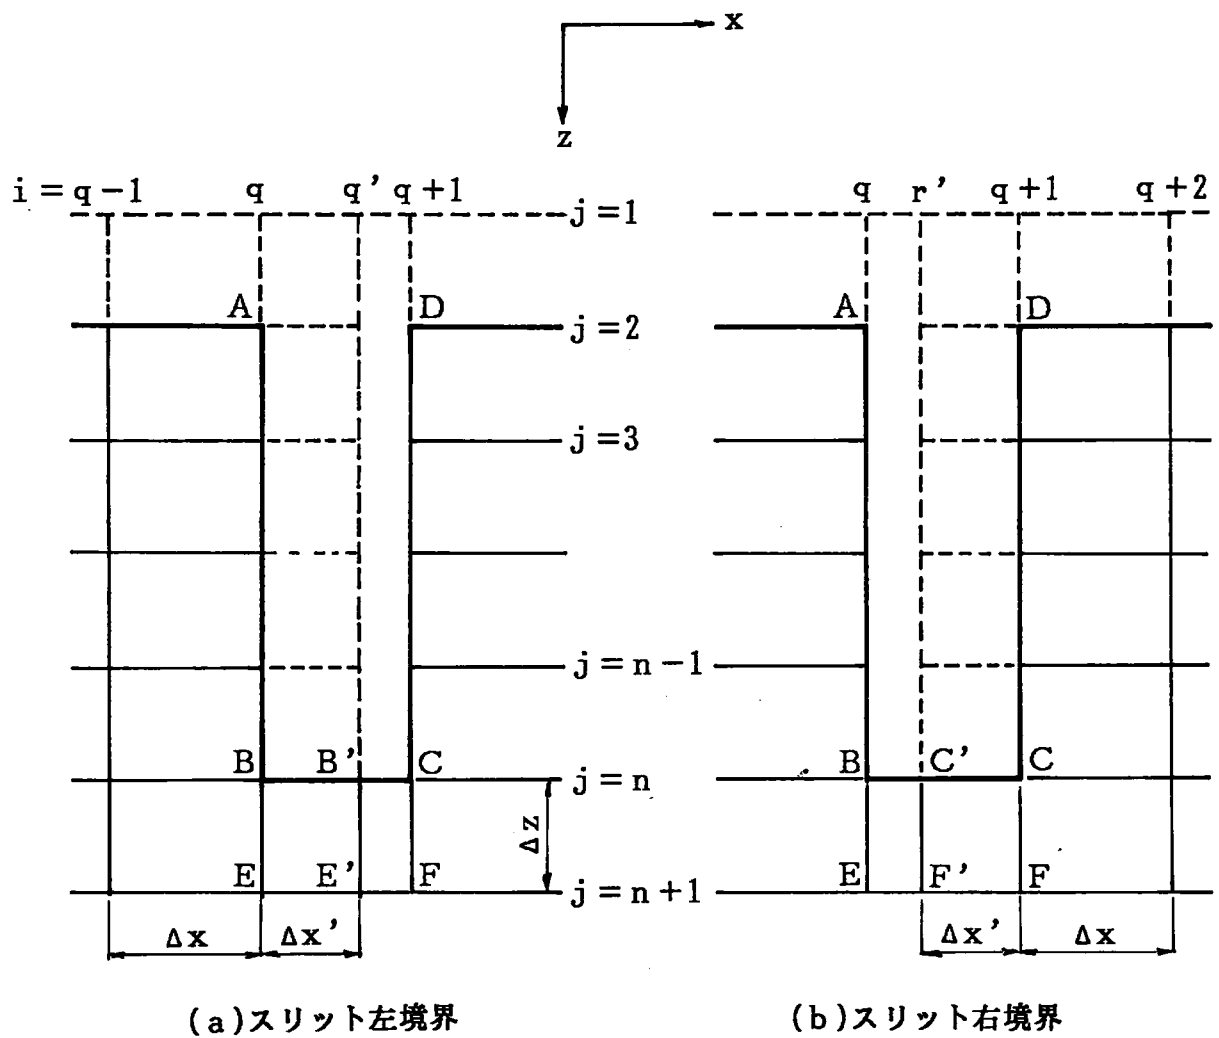 x
z
i = q -1 q q' q +1 j =1 q r' q +1 q +2
A D j =2 A D
j =3
j = n -1
B B' C j = n B C' C
Δz
E E' F j = n +1 E F' F
Δx Δx' Δx' Δx
(a)スリット左境界 (b)スリット右境界